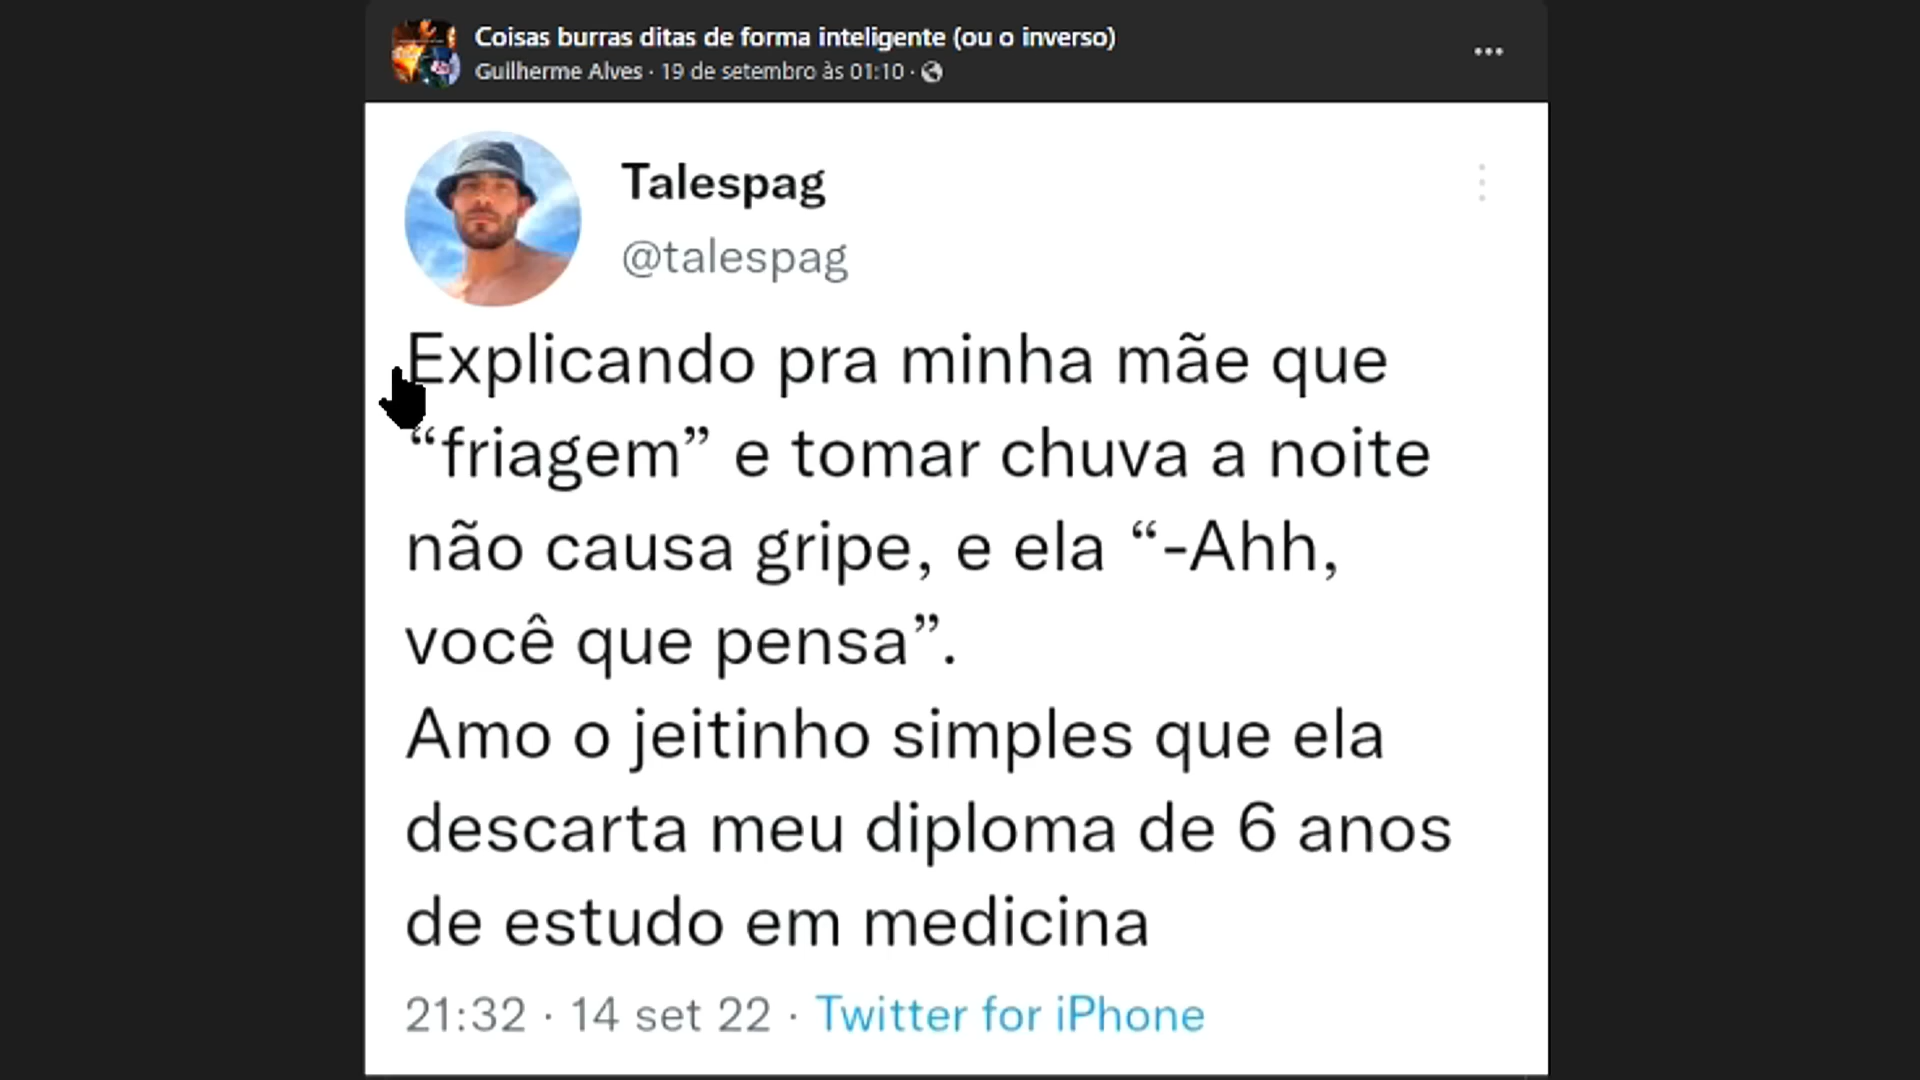 Coisas burras ditas de forma inteligente (ou o inverso)
Guilherme Alves · 19 de setembro às 01:10 ·
Talespag
@talespag
Explicando pra minha mãe que
“friagem” e tomar chuva a noite
não causa gripe, e ela “-Ahh,
você que pensa”.
Amo o jeitinho simples que ela
descarta meu diploma de 6 anos
de estudo em medicina
21:32 · 14 set 22 · Twitter for iPhone